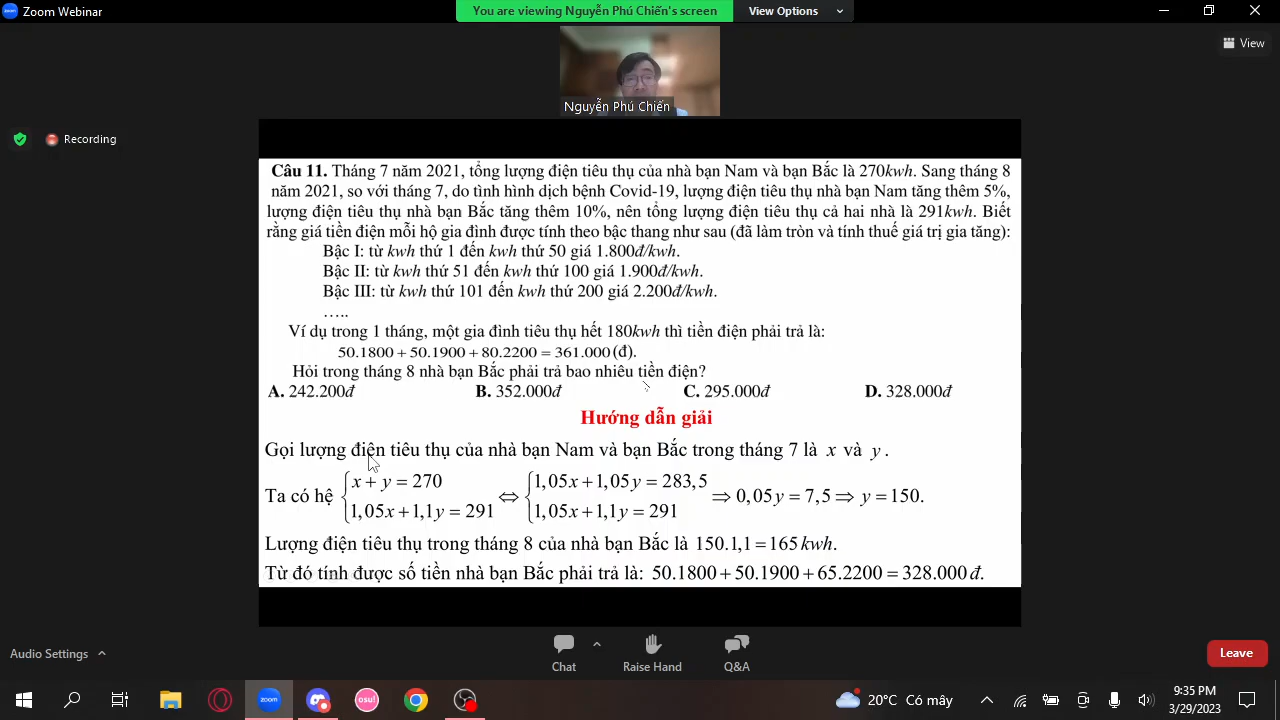 Zoom Webinar
You are viewing Nguyễn Phú Chiến's screen
View Options
View
Nguyễn Phú Chiến
Recording
Câu 11. Tháng 7 năm 2021, tổng lượng điện tiêu thụ của nhà bạn Nam và bạn Bắc là 270kwh. Sang tháng 8
năm 2021, so với tháng 7, do tình hình dịch bệnh Covid-19, lượng điện tiêu thụ nhà bạn Nam tăng thêm 5%,
lượng điện tiêu thụ nhà bạn Bắc tăng thêm 10%, nên tổng lượng điện tiêu thụ cả hai nhà là 291kwh. Biết
rằng giá tiền điện mỗi hộ gia đình được tính theo bậc thang như sau (đã làm tròn và tính thuế giá trị gia tăng):
Bậc I: từ kwh thứ 1 đến kwh thứ 50 giá 1.800đ/kwh.
Bậc II: từ kwh thứ 51 đến kwh thứ 100 giá 1.900đ/kwh.
Bậc III: từ kwh thứ 101 đến kwh thứ 200 giá 2.200đ/kwh.
…..
Ví dụ trong 1 tháng, một gia đình tiêu thụ hết 180kwh thì tiền điện phải trả là:
50.1800 + 50.1900 + 80.2200 = 361.000 (đ).
Hỏi trong tháng 8 nhà bạn Bắc phải trả bao nhiêu tiền điện?
A. 242.200đ B. 352.000đ C. 295.000đ D. 328.000đ
Hướng dẫn giải
Gọi lượng điện tiêu thụ của nhà bạn Nam và bạn Bắc trong tháng 7 là x và y.
Ta có hệ { x + y = 270 ; 1,05x + 1,1y = 291 ⇔ { 1,05x + 1,05y = 283,5 ; 1,05x + 1,1y = 291 ⇒ 0,05y = 7,5 ⇒ y = 150.
Lượng điện tiêu thụ trong tháng 8 của nhà bạn Bắc là 150.1,1 = 165 kwh.
Từ đó tính được số tiền nhà bạn Bắc phải trả là: 50.1800 + 50.1900 + 65.2200 = 328.000 đ.
Audio Settings
Chat
Raise Hand
Q&A
Leave
zoom
osu!
20°C Có mây
9:35 PM
3/29/2023